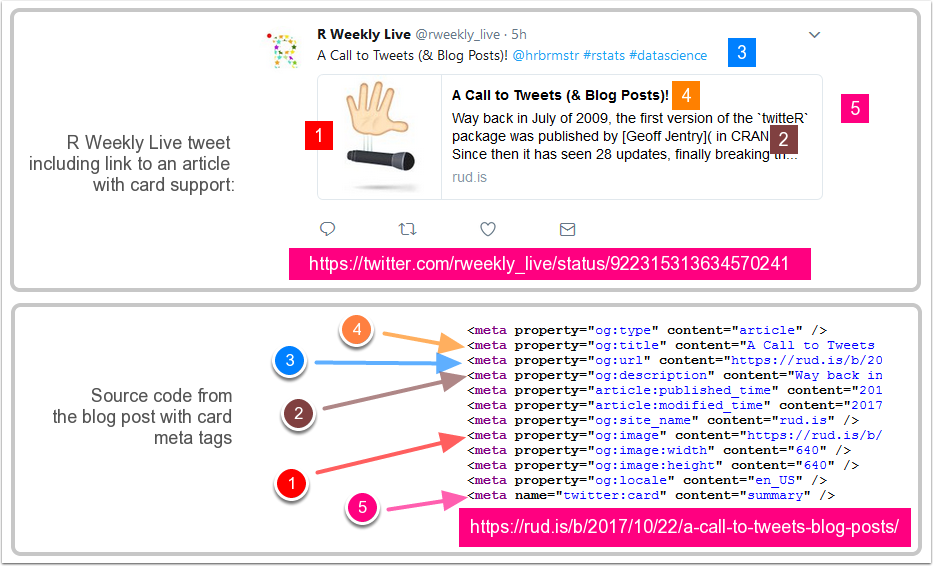 R Weekly Live @rweekly_live · 5h
A Call to Tweets (& Blog Posts)! @hrbrmstr #rstats #datascience
3
A Call to Tweets (& Blog Posts)!
4
5
Way back in July of 2009, the first version of the `twitteR`
1
package was published by [Geoff Jentry]( in CRAN
2
Since then it has seen 28 updates, finally breaking th...
rud.is
R Weekly Live tweet
including link to an article
with card support:
https://twitter.com/rweekly_live/status/922315313634570241
4
3
2
1
5
Source code from
the blog post with card
meta tags
<meta property="og:type" content="article" />
<meta property="og:title" content="A Call to Tweets
<meta property="og:url" content="https://rud.is/b/20
<meta property="og:description" content="Way back in
<meta property="article:published_time" content="201
<meta property="article:modified_time" content="2017
<meta property="og:site_name" content="rud.is" />
<meta property="og:image" content="https://rud.is/b/
<meta property="og:image:width" content="640" />
<meta property="og:image:height" content="640" />
<meta property="og:locale" content="en_US" />
<meta name="twitter:card" content="summary" />
https://rud.is/b/2017/10/22/a-call-to-tweets-blog-posts/